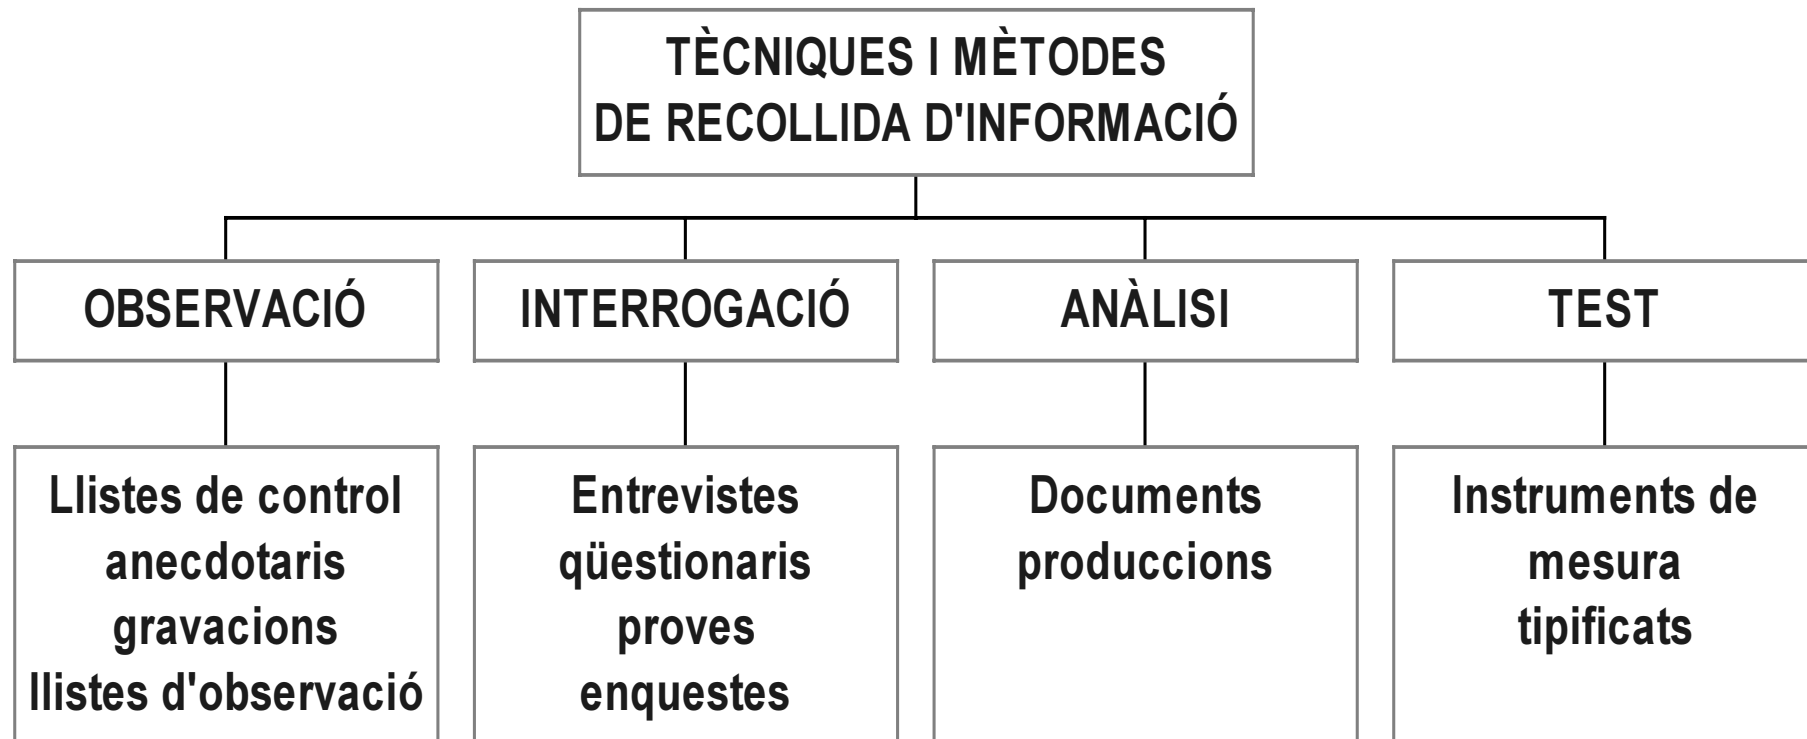 TÈCNIQUES I MÈTODES
DE RECOLLIDA D'INFORMACIÓ
OBSERVACIÓ
INTERROGACIÓ
ANÀLISI
TEST
Llistes de control
anecdotaris
gravacions
llistes d'observació
Entrevistes
qüestionaris
proves
enquestes
Documents
produccions
Instruments de
mesura
tipificats